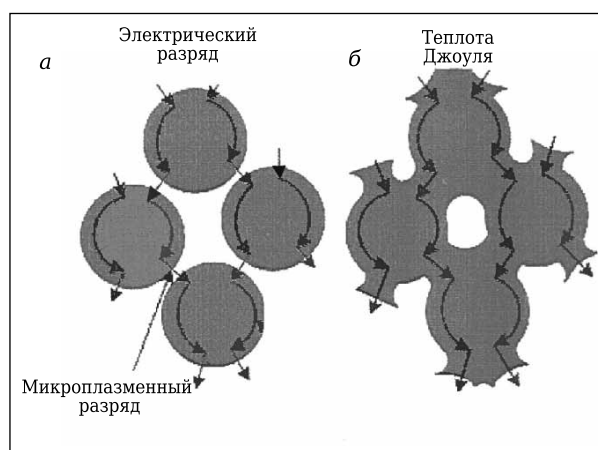 а
Электрический
разряд
б
Теплота
Джоуля
Микроплазменный
разряд